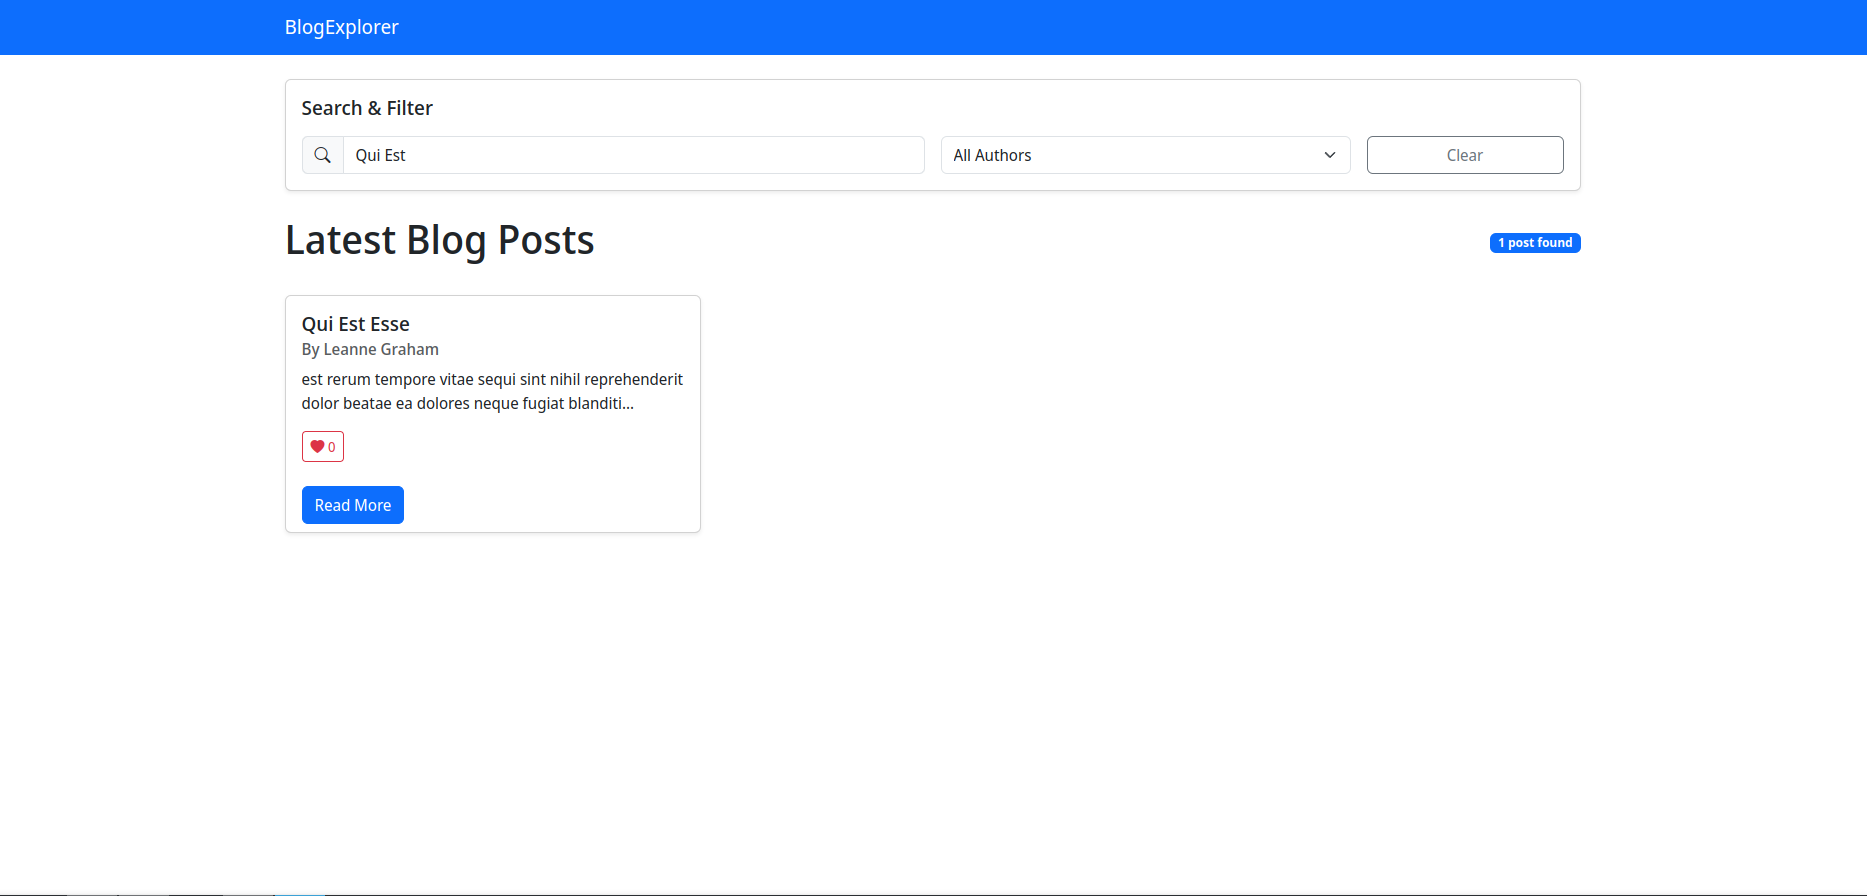 BlogExplorer
Search & Filter
Qui Est
All Authors
Clear
Latest Blog Posts
1 post found
Qui Est Esse
By Leanne Graham
est rerum tempore vitae sequi sint nihil reprehenderit
dolor beatae ea dolores neque fugiat blanditi...
0
Read More